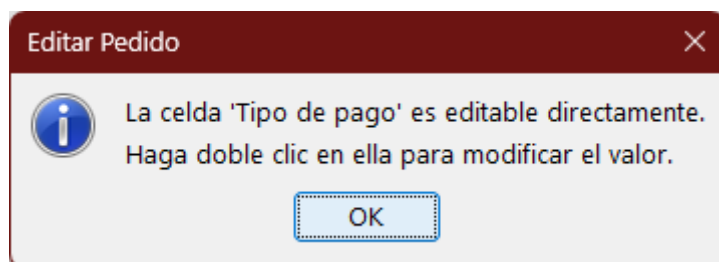 Editar Pedido
La celda 'Tipo de pago' es editable directamente.
Haga doble clic en ella para modificar el valor.
OK